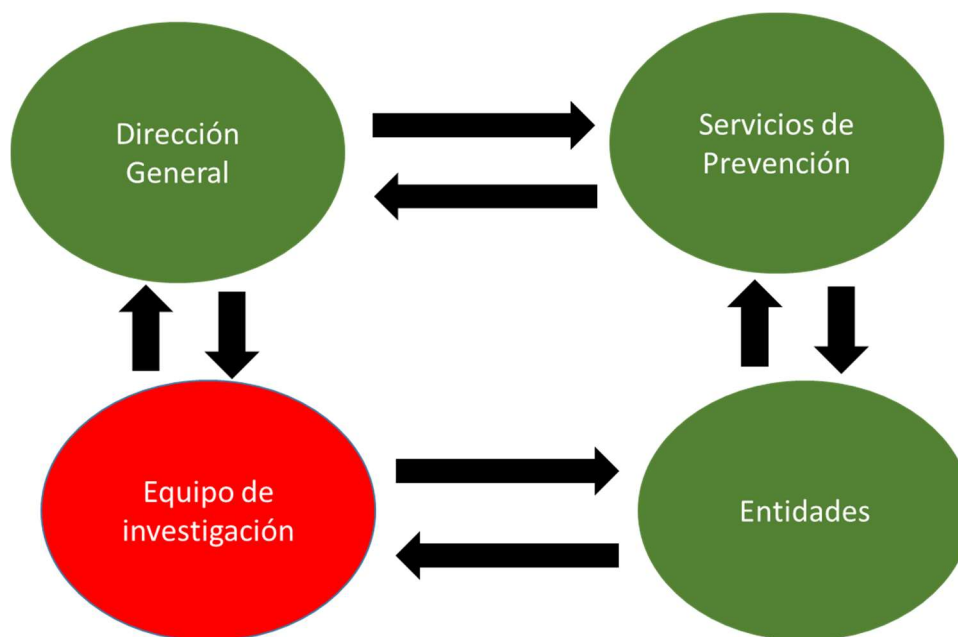 Dirección
General
Servicios de
Prevención
Equipo de
investigación
Entidades